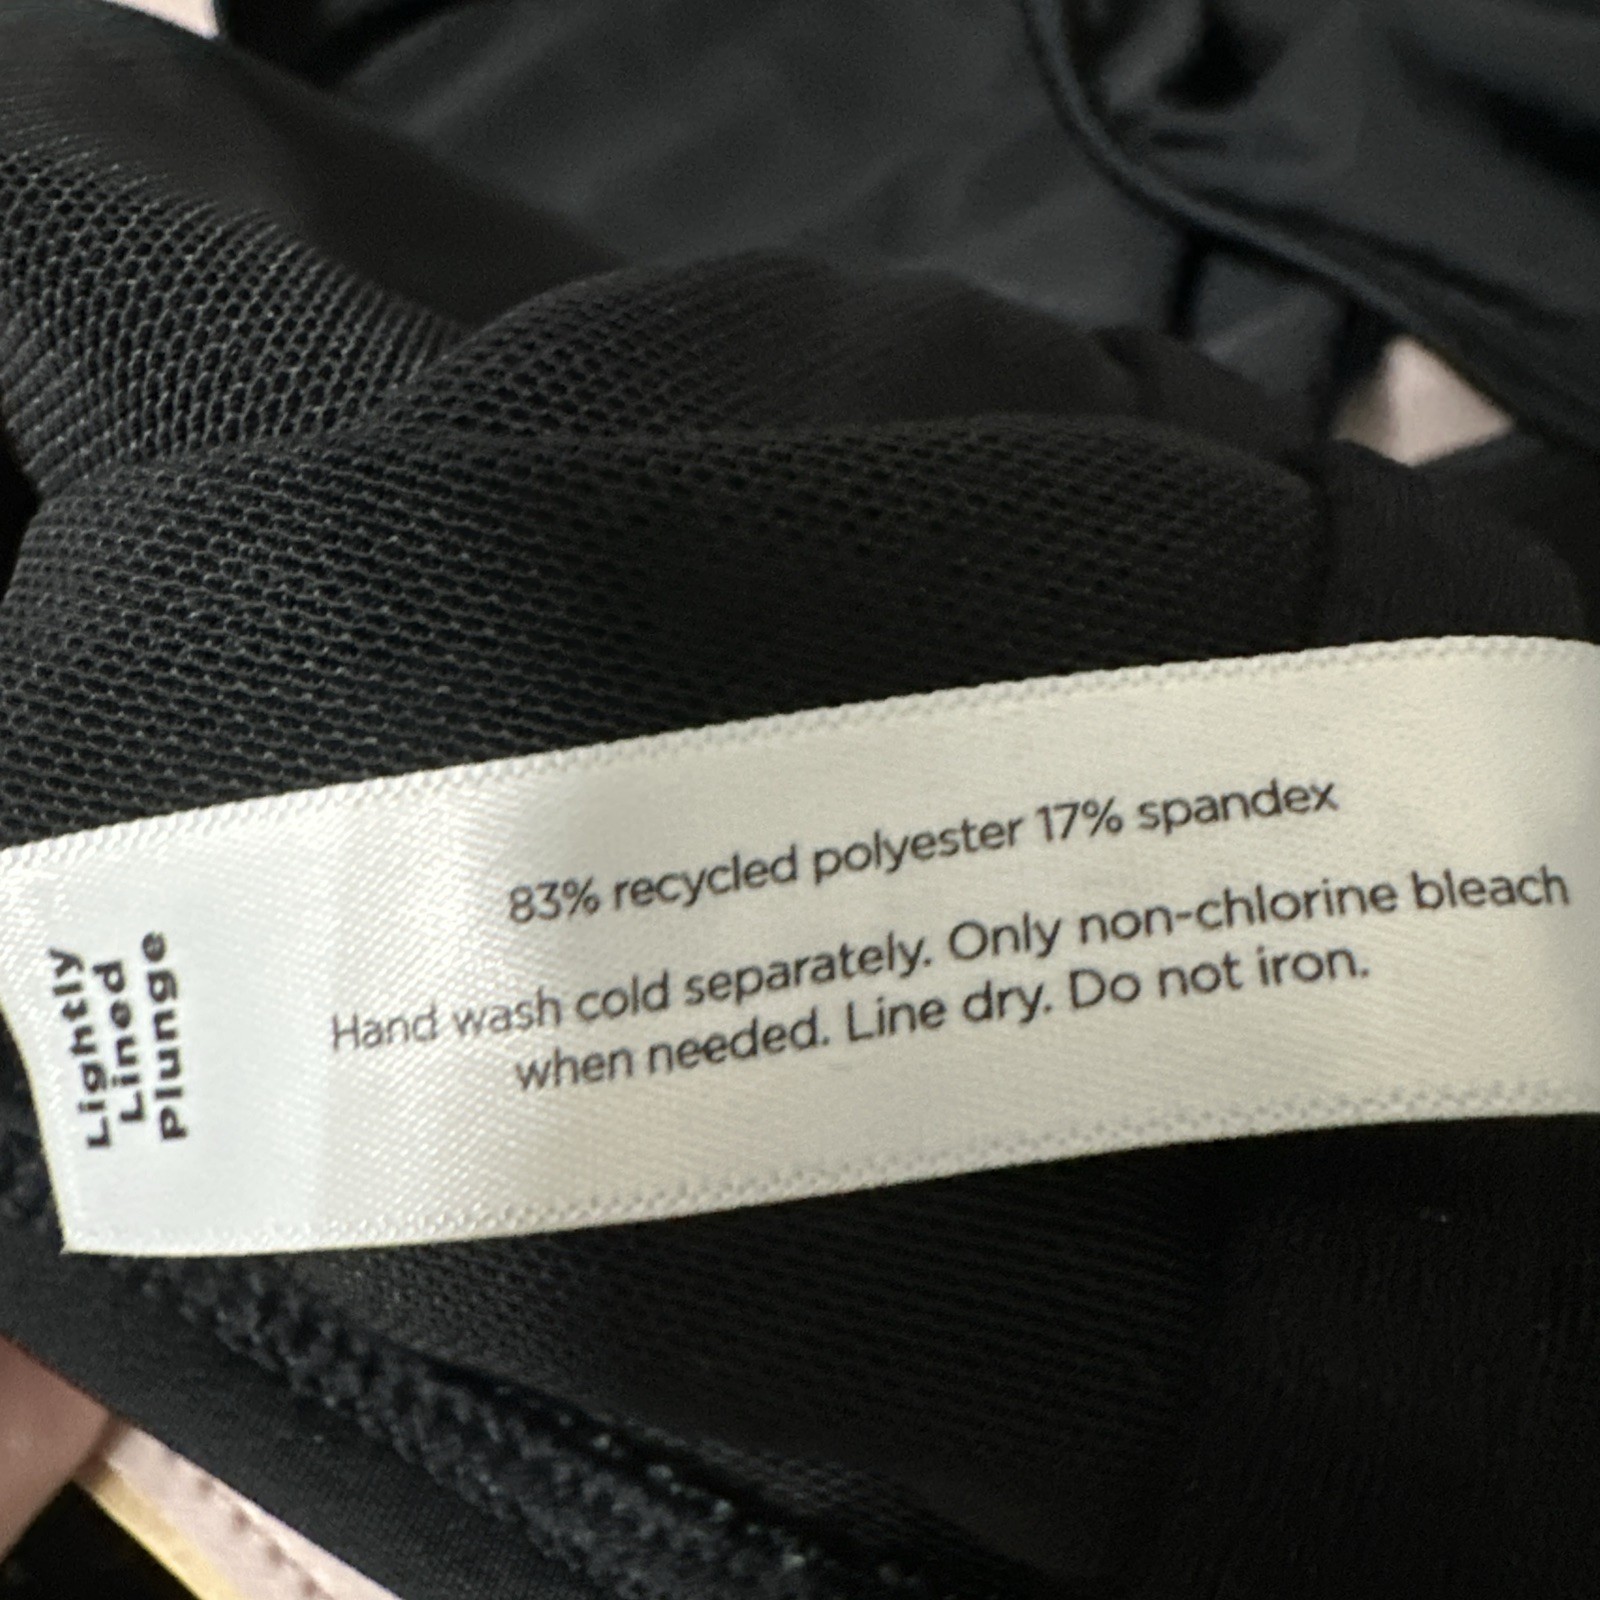 Lightly
Lined
Plunge
83% recycled polyester 17% spandex
Hand wash cold separately. Only non-chlorine bleach
when needed. Line dry. Do not iron.